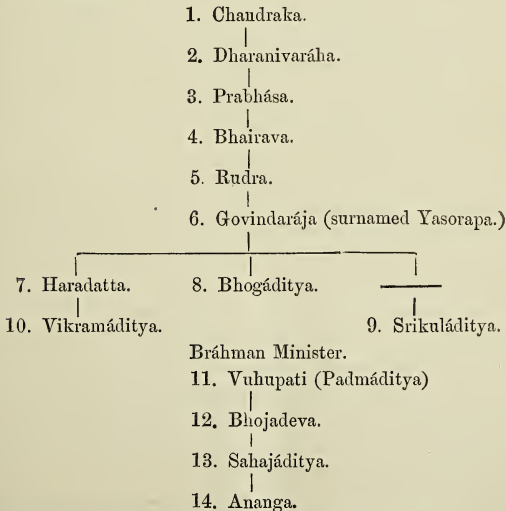 1. Chandraka.
2. Dharanivaráha.
3. Prabhása.
4. Bhairava.
5. Rudra.
6. Govindarája (surnamed Yasorapa.)
7. Haradatta. 8. Bhogáditya.
10. Vikramáditya. 9. Srikuláditya.
Bráhman Minister.
11. Vuhupati (Padmáditya)
12. Bhojadeva.
13. Sahajáditya.
14. Ananga.